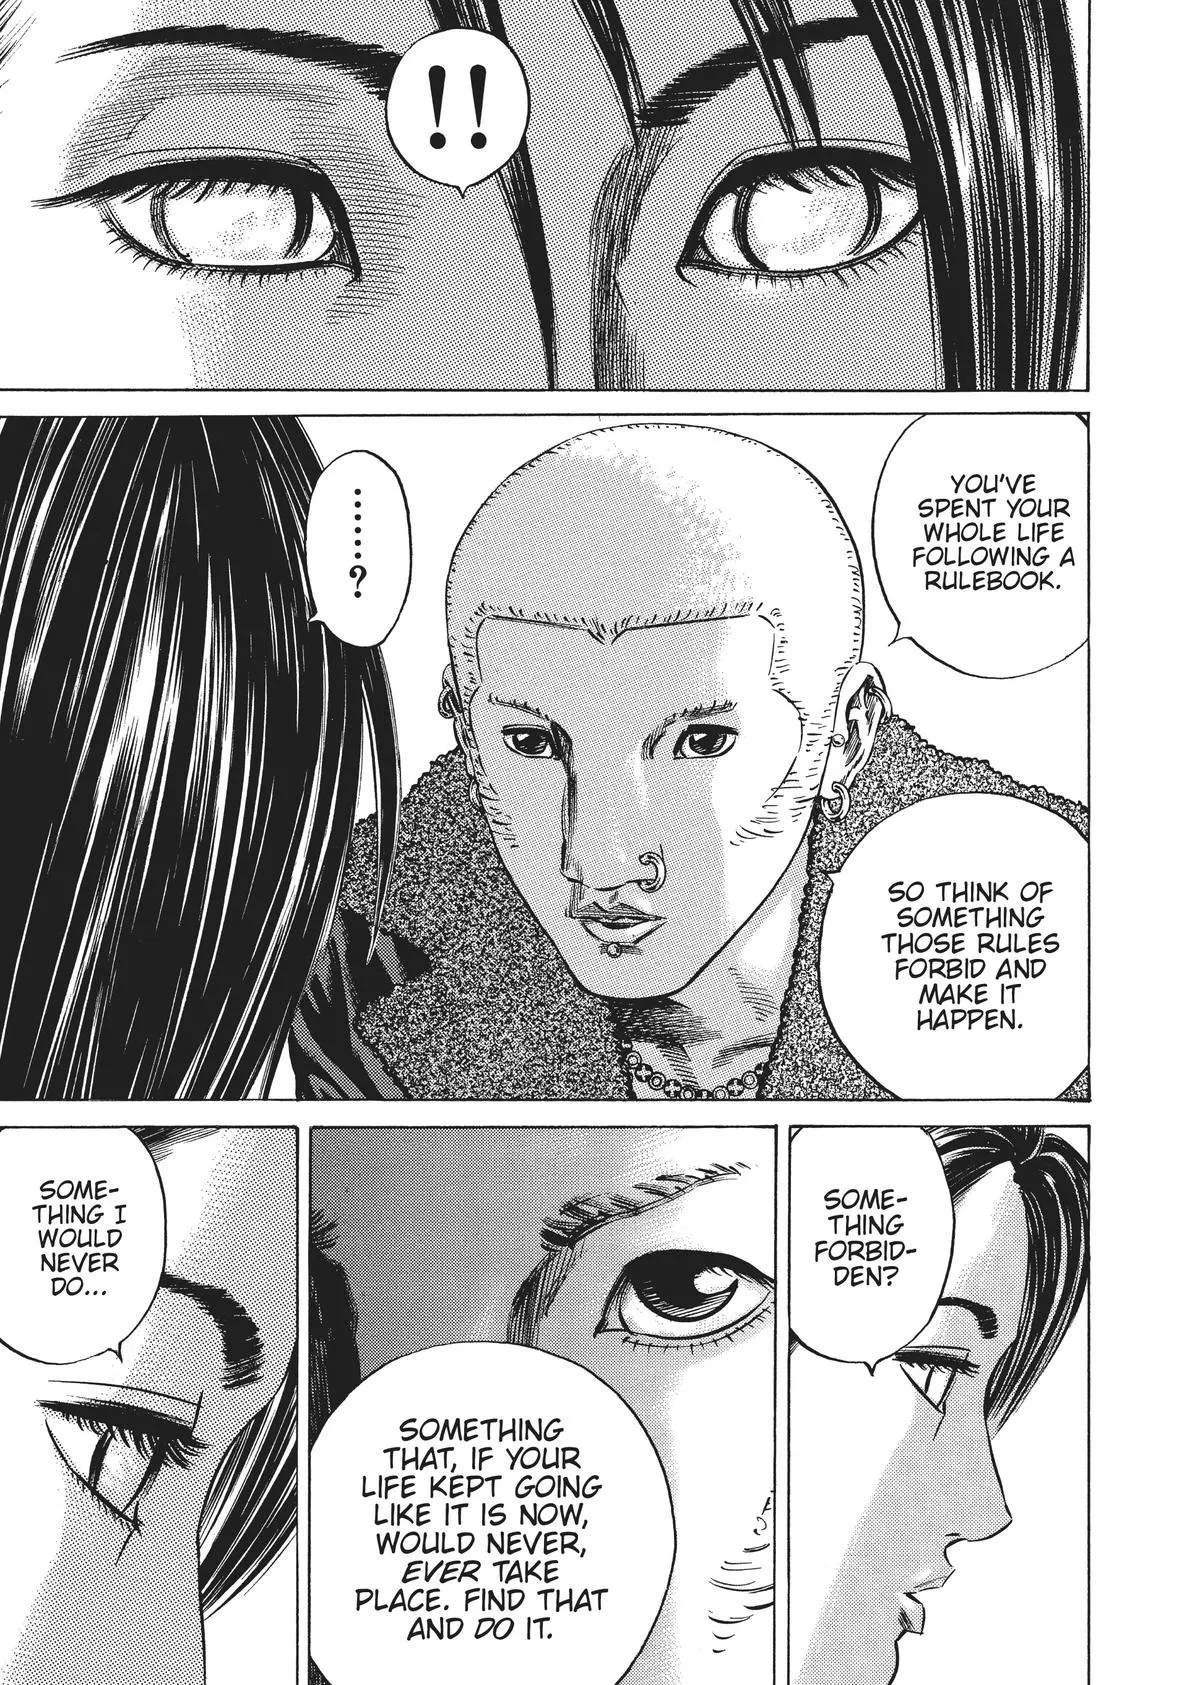 !!
YOU'VE
SPENT YOUR
WHOLE LIFE
FOLLOWING A
RULEBOOK.
.......?
SO THINK OF
SOMETHING
THOSE RULES
FORBID AND
MAKE IT
HAPPEN.
SOME-
THING
FORBID-
DEN?
SOMETHING
THAT, IF YOUR
LIFE KEPT GOING
LIKE IT IS NOW,
WOULD NEVER,
EVER TAKE
PLACE. FIND THAT
AND DO IT.
SOME-
THING I
WOULD
NEVER
DO...